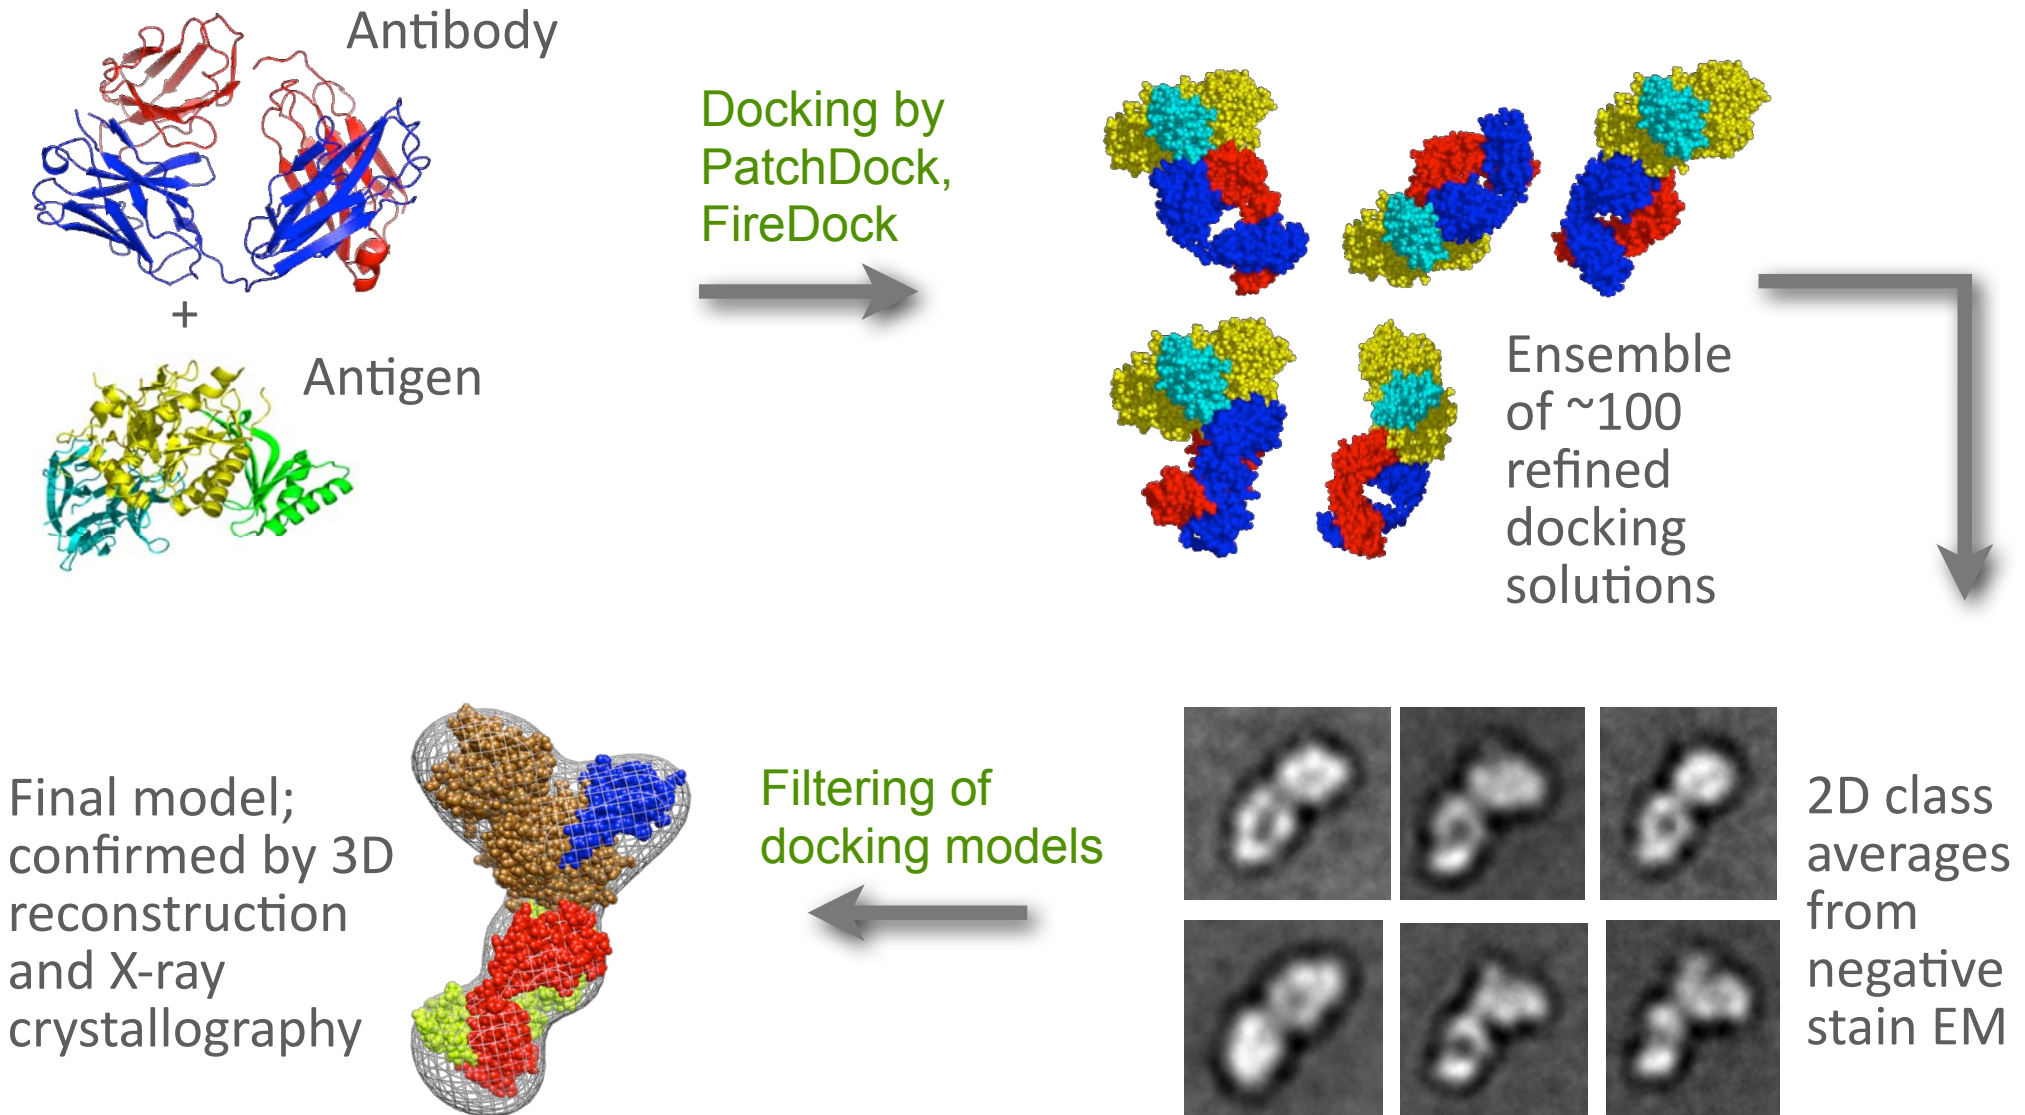 Antibody
+
Antigen
Docking by
PatchDock,
FireDock
Ensemble
of ~100
refined
docking
solutions
2D class
averages
from
negative
stain EM
Filtering of
docking models
Final model;
confirmed by 3D
reconstruction
and X-ray
crystallography